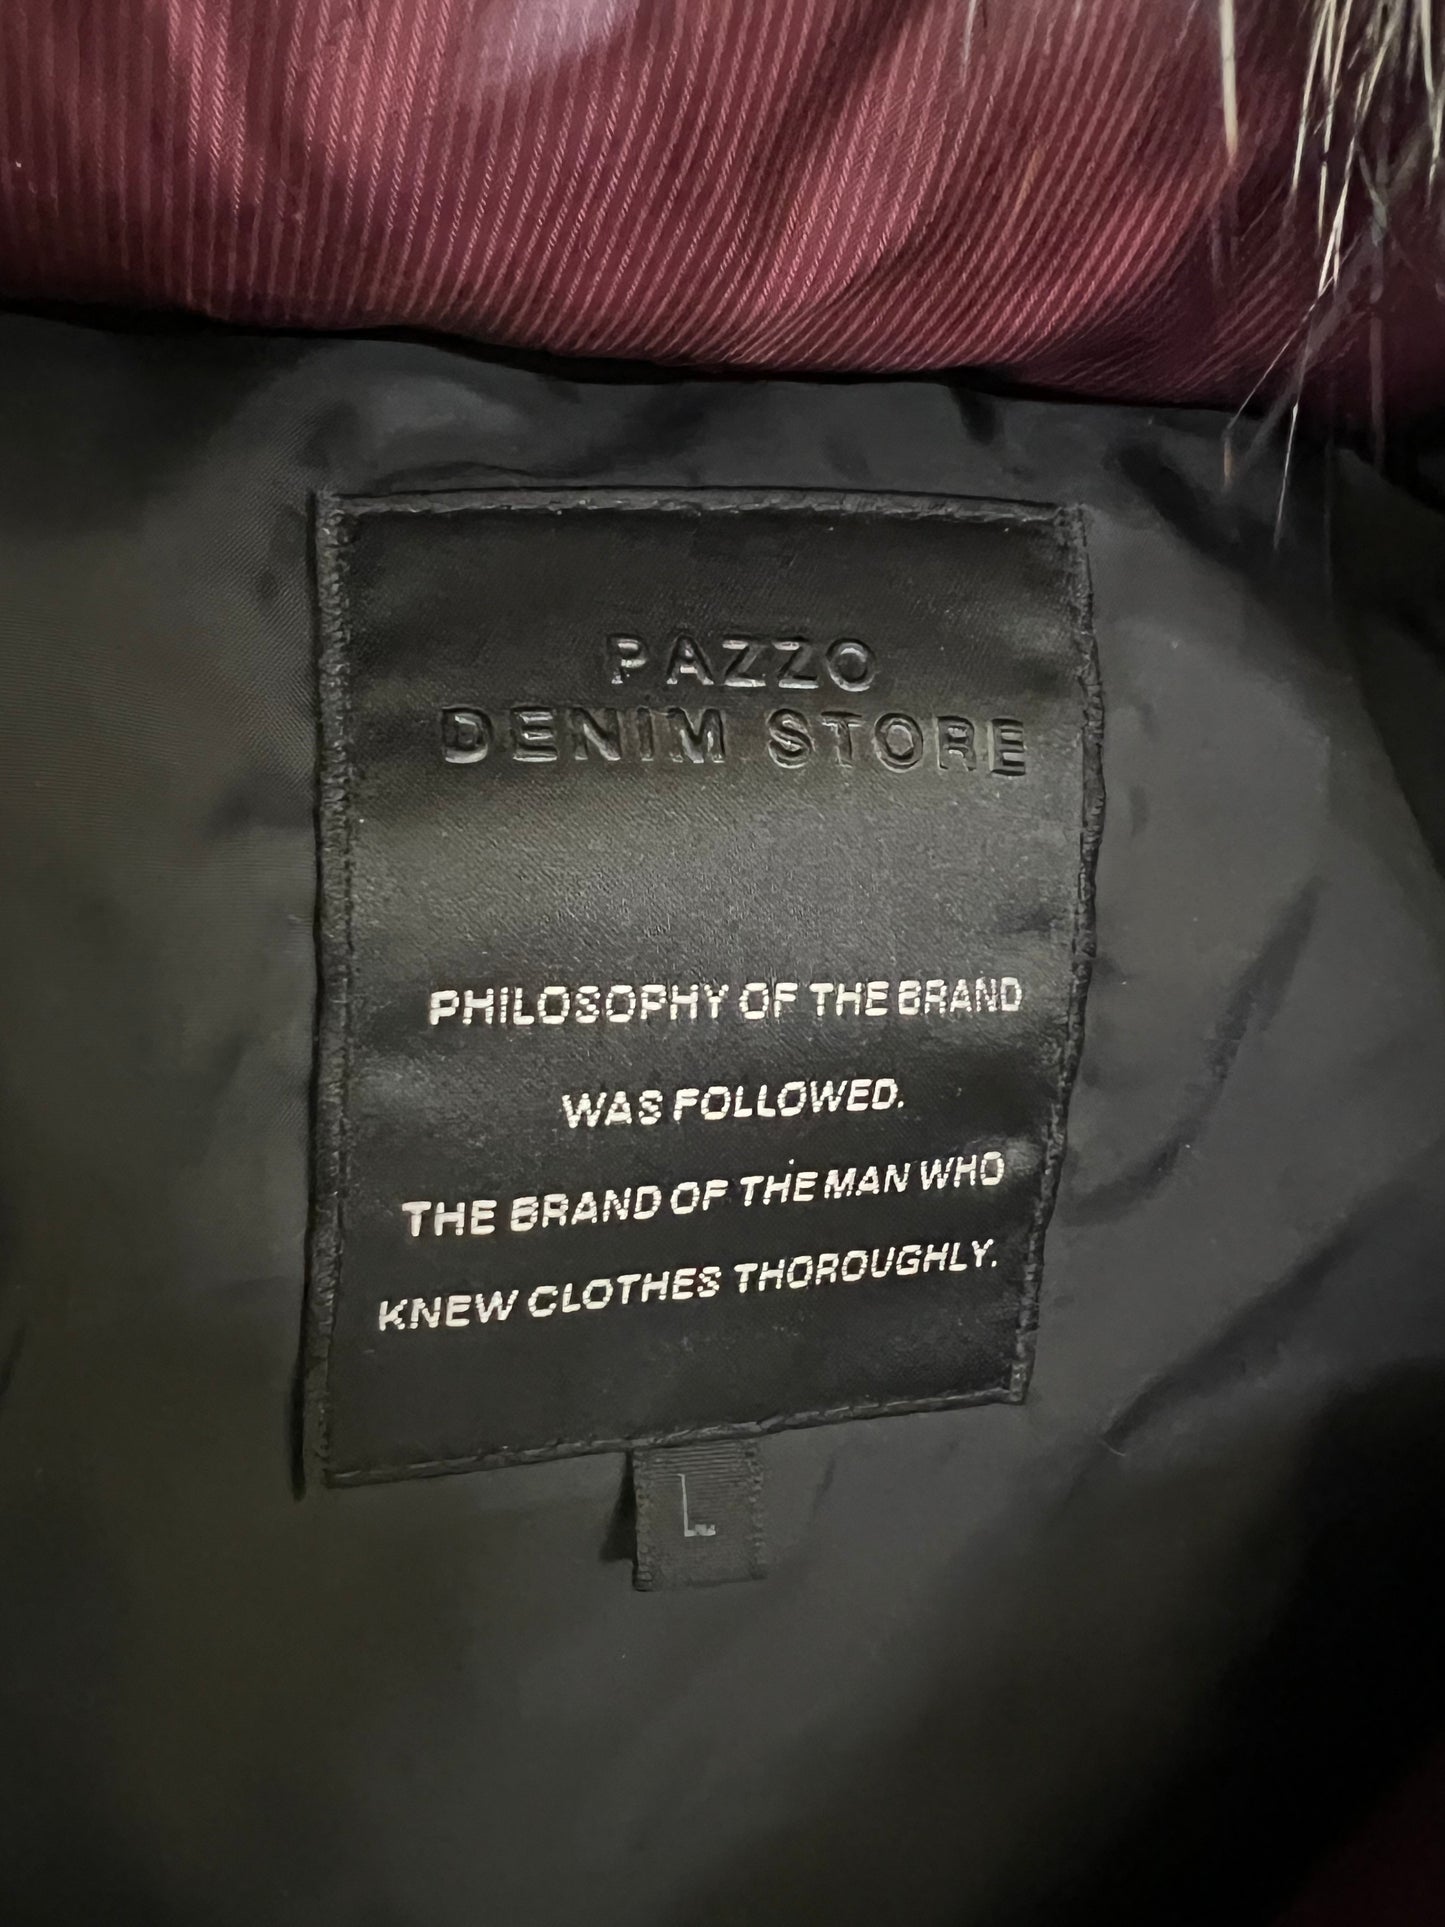 PAZZO
DENIM STORE
PHILOSOPHY OF THE BRAND
WAS FOLLOWED.
THE BRAND OF THE MAN WHO
KNEW CLOTHES THOROUGHLY.
L